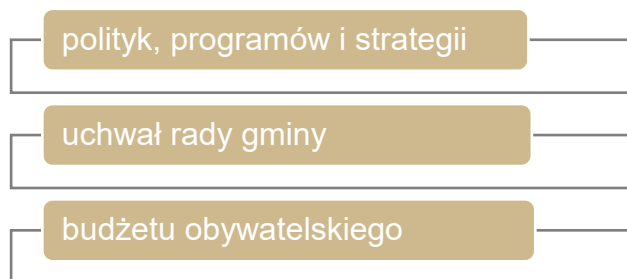 polityk, programów i strategii
uchwał rady gminy
budżetu obywatelskiego